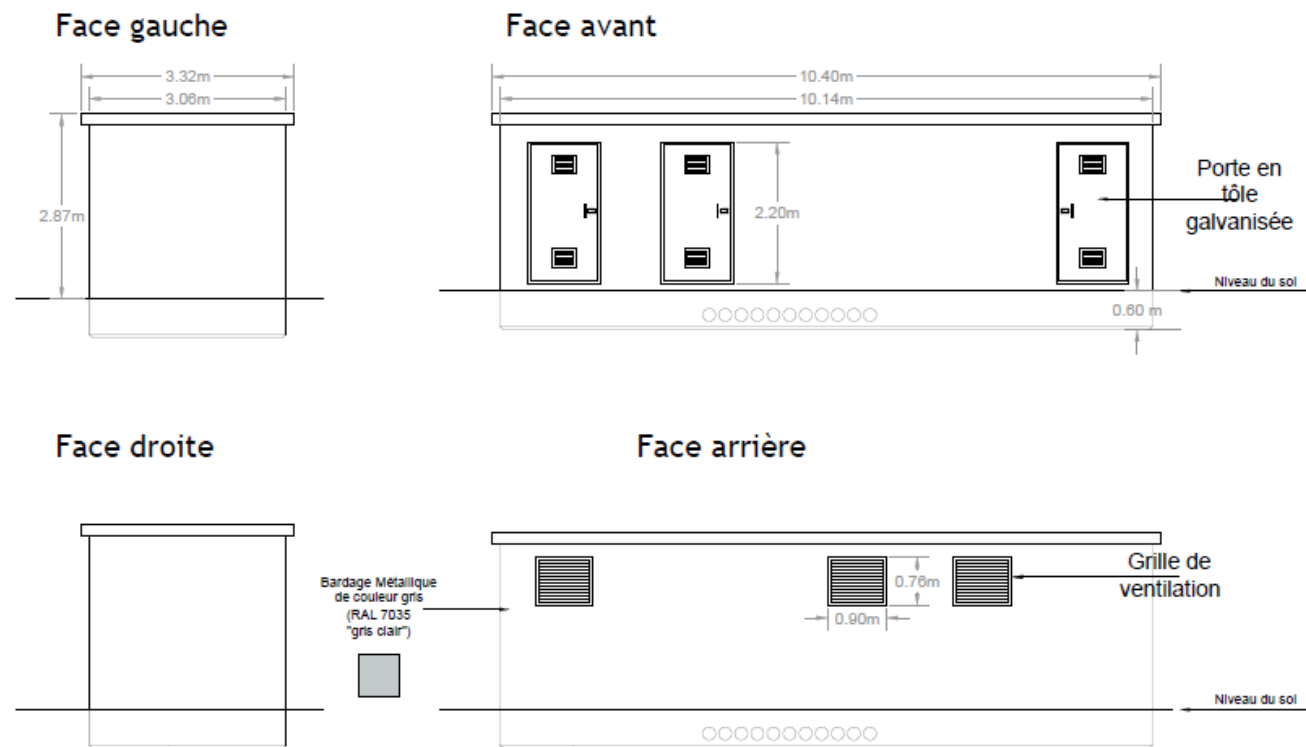 Face gauche
Face avant
3.32m
3.06m
10.40m
10.14m
2.87m
2.20m
Porte en
tôle
galvanisée
Niveau du sol
0.60 m
Face droite
Face arrière
Bardage Métallique
de couleur gris
(RAL 7035
"gris clair")
0.76m
0.90m
Grille de
ventilation
Niveau du sol